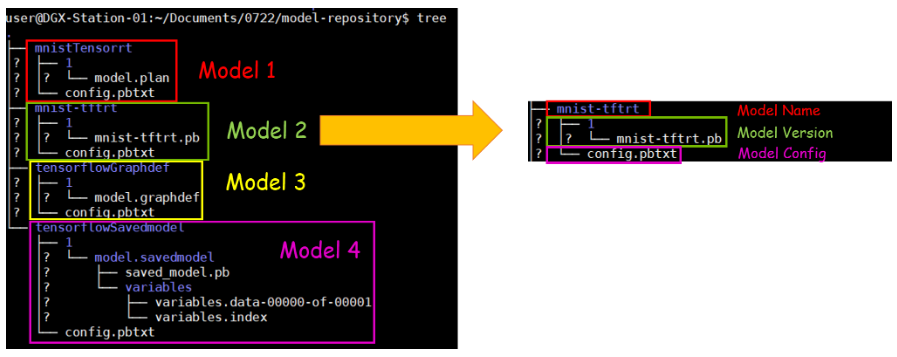 user@DGX-Station-01:~/Documents/0722/model-repository$ tree
.
├── mnistTensorrt
? ├── 1
? ? └── model.plan
? └── config.pbtxt
Model 1
├── mnist-tftrt
? ├── 1
? ? └── mnist-tftrt.pb
? └── config.pbtxt
Model 2
├── tensorflowGraphdef
? ├── 1
? ? └── model.graphdef
? └── config.pbtxt
Model 3
└── tensorflowSavedmodel
├── 1
? └── model.savedmodel
? ├── saved_model.pb
? └── variables
? ├── variables.data-00000-of-00001
? └── variables.index
└── config.pbtxt
Model 4
├── mnist-tftrt Model Name
? ├── 1
? ? └── mnist-tftrt.pb Model Version
? └── config.pbtxt Model Config